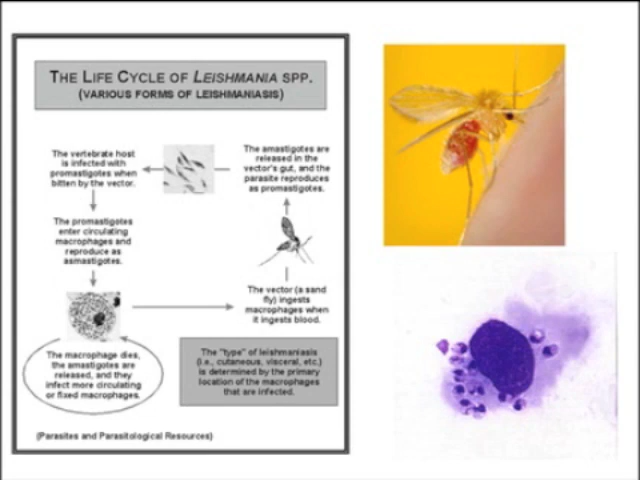 THE LIFE CYCLE OF LEISHMANIA SPP.
(VARIOUS FORMS OF LEISHMANIASIS)
The vertebrate host
is infected with
promastigotes when
bitten by the vector.
The amastigotes are
released in the
vector's gut, and the
parasite reproduces
as promastigotes.
The promastigotes
enter circulating
macrophages and
reproduce as
asmastigotes.
The vector (a sand
fly) ingests
macrophages when
it ingests blood.
The macrophage dies,
the amastigotes are
released, and they
infect more circulating
or fixed macrophages.
The "type" of leishmaniasis
(i.e., cutaneous, visceral, etc.)
is determined by the primary
location of the macrophages
that are infected.
(Parasites and Parasitological Resources)